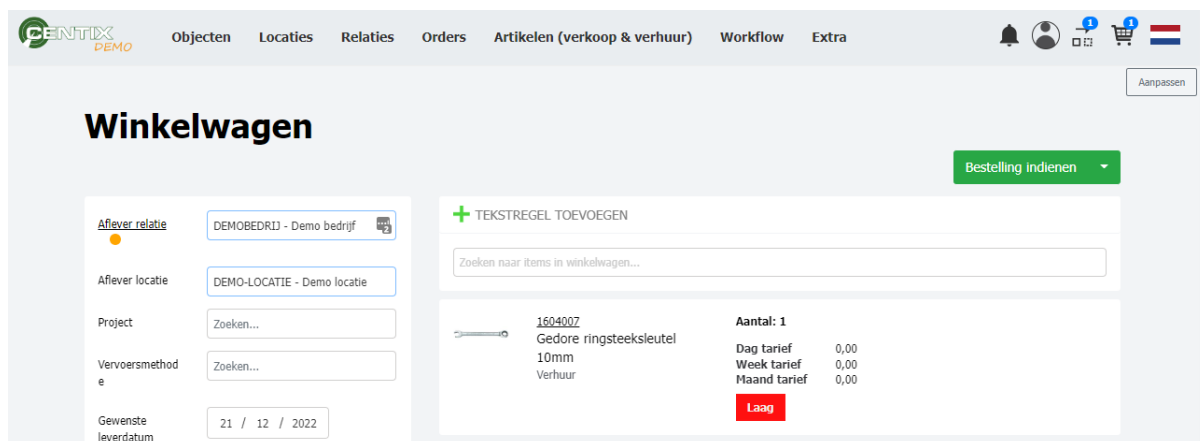 CENTIX
DEMO
Objecten Locaties Relaties Orders Artikelen (verkoop & verhuur) Workflow Extra
1 1
Aanpassen
Winkelwagen
Bestelling indienen
Aflever relatie DEMOBEDRIJ - Demo bedrijf 2
TEKSTREGEL TOEVOEGEN
Zoeken naar items in winkelwagen...
Aflever locatie DEMO-LOCATIE - Demo locatie
Project Zoeken...
Vervoersmethod
e
Zoeken...
Gewenste
leverdatum
21 / 12 / 2022
1604007
Gedore ringsteeksleutel
10mm
Verhuur
Aantal: 1
Dag tarief 0,00
Week tarief 0,00
Maand tarief 0,00
Laag